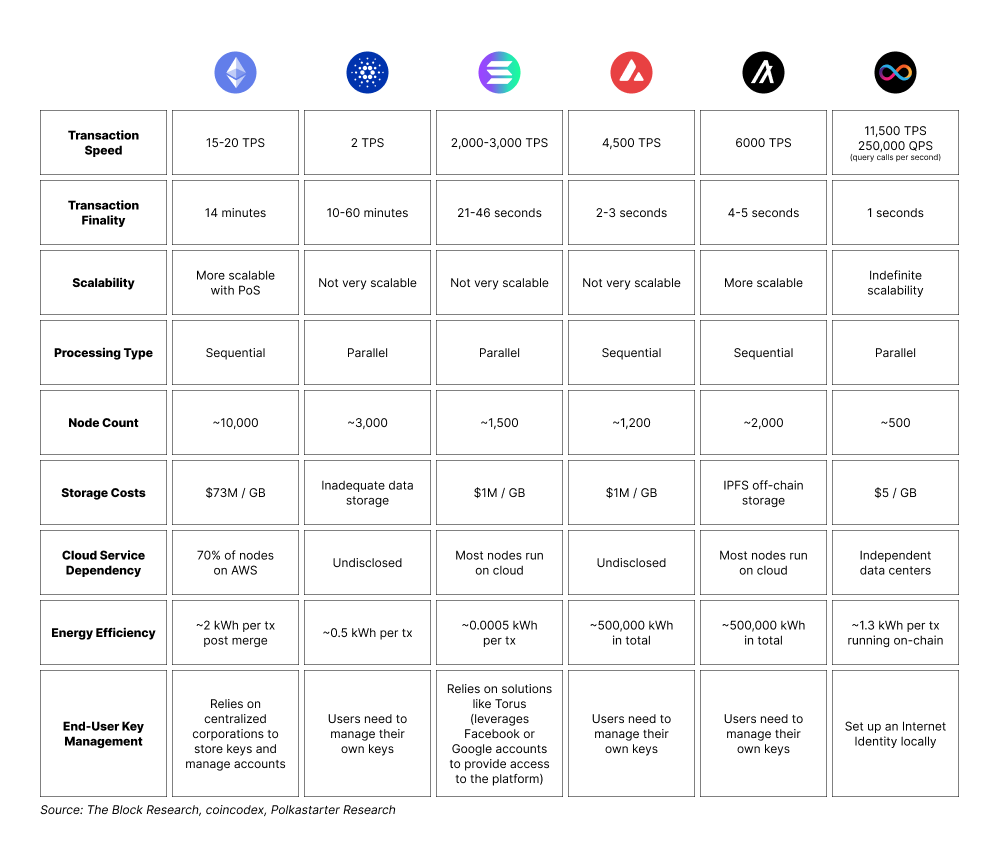 Transaction
Speed
15-20 TPS
2 TPS
2,000-3,000 TPS
4,500 TPS
6000 TPS
11,500 TPS
250,000 QPS
(query calls per second)
Transaction
Finality
14 minutes
10-60 minutes
21-46 seconds
2-3 seconds
4-5 seconds
1 seconds
Scalability
More scalable
with PoS
Not very scalable
Not very scalable
Not very scalable
More scalable
Indefinite
scalability
Processing Type
Sequential
Parallel
Parallel
Sequential
Sequential
Parallel
Node Count
~10,000
~3,000
~1,500
~1,200
~2,000
~500
Storage Costs
$73M / GB
Inadequate data
storage
$1M / GB
$1M / GB
IPFS off-chain
storage
$5 / GB
Cloud Service
Dependency
70% of nodes
on AWS
Undisclosed
Most nodes run
on cloud
Undisclosed
Most nodes run
on cloud
Independent
data centers
Energy Efficiency
~2 kWh per tx
post merge
~0.5 kWh per tx
~0.0005 kWh
per tx
~500,000 kWh
in total
~500,000 kWh
in total
~1.3 kWh per tx
running on-chain
End-User Key
Management
Relies on
centralized
corporations to
store keys and
manage accounts
Users need to
manage their
own keys
Relies on solutions
like Torus
(leverages
Facebook or
Google accounts
to provide access
to the platform)
Users need to
manage their
own keys
Users need to
manage their
own keys
Set up an Internet
Identity locally
Source: The Block Research, coincodex, Polkastarter Research